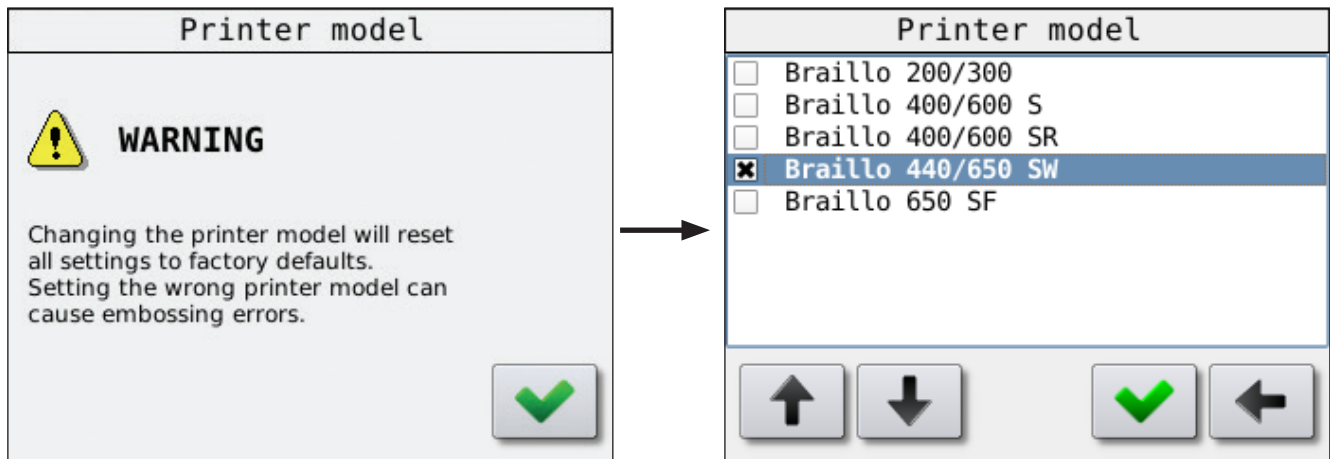 Printer model
WARNING
Changing the printer model will reset
all settings to factory defaults.
Setting the wrong printer model can
cause embossing errors.
Printer model
Braillo 200/300
Braillo 400/600 S
Braillo 400/600 SR
Braillo 440/650 SW
Braillo 650 SF